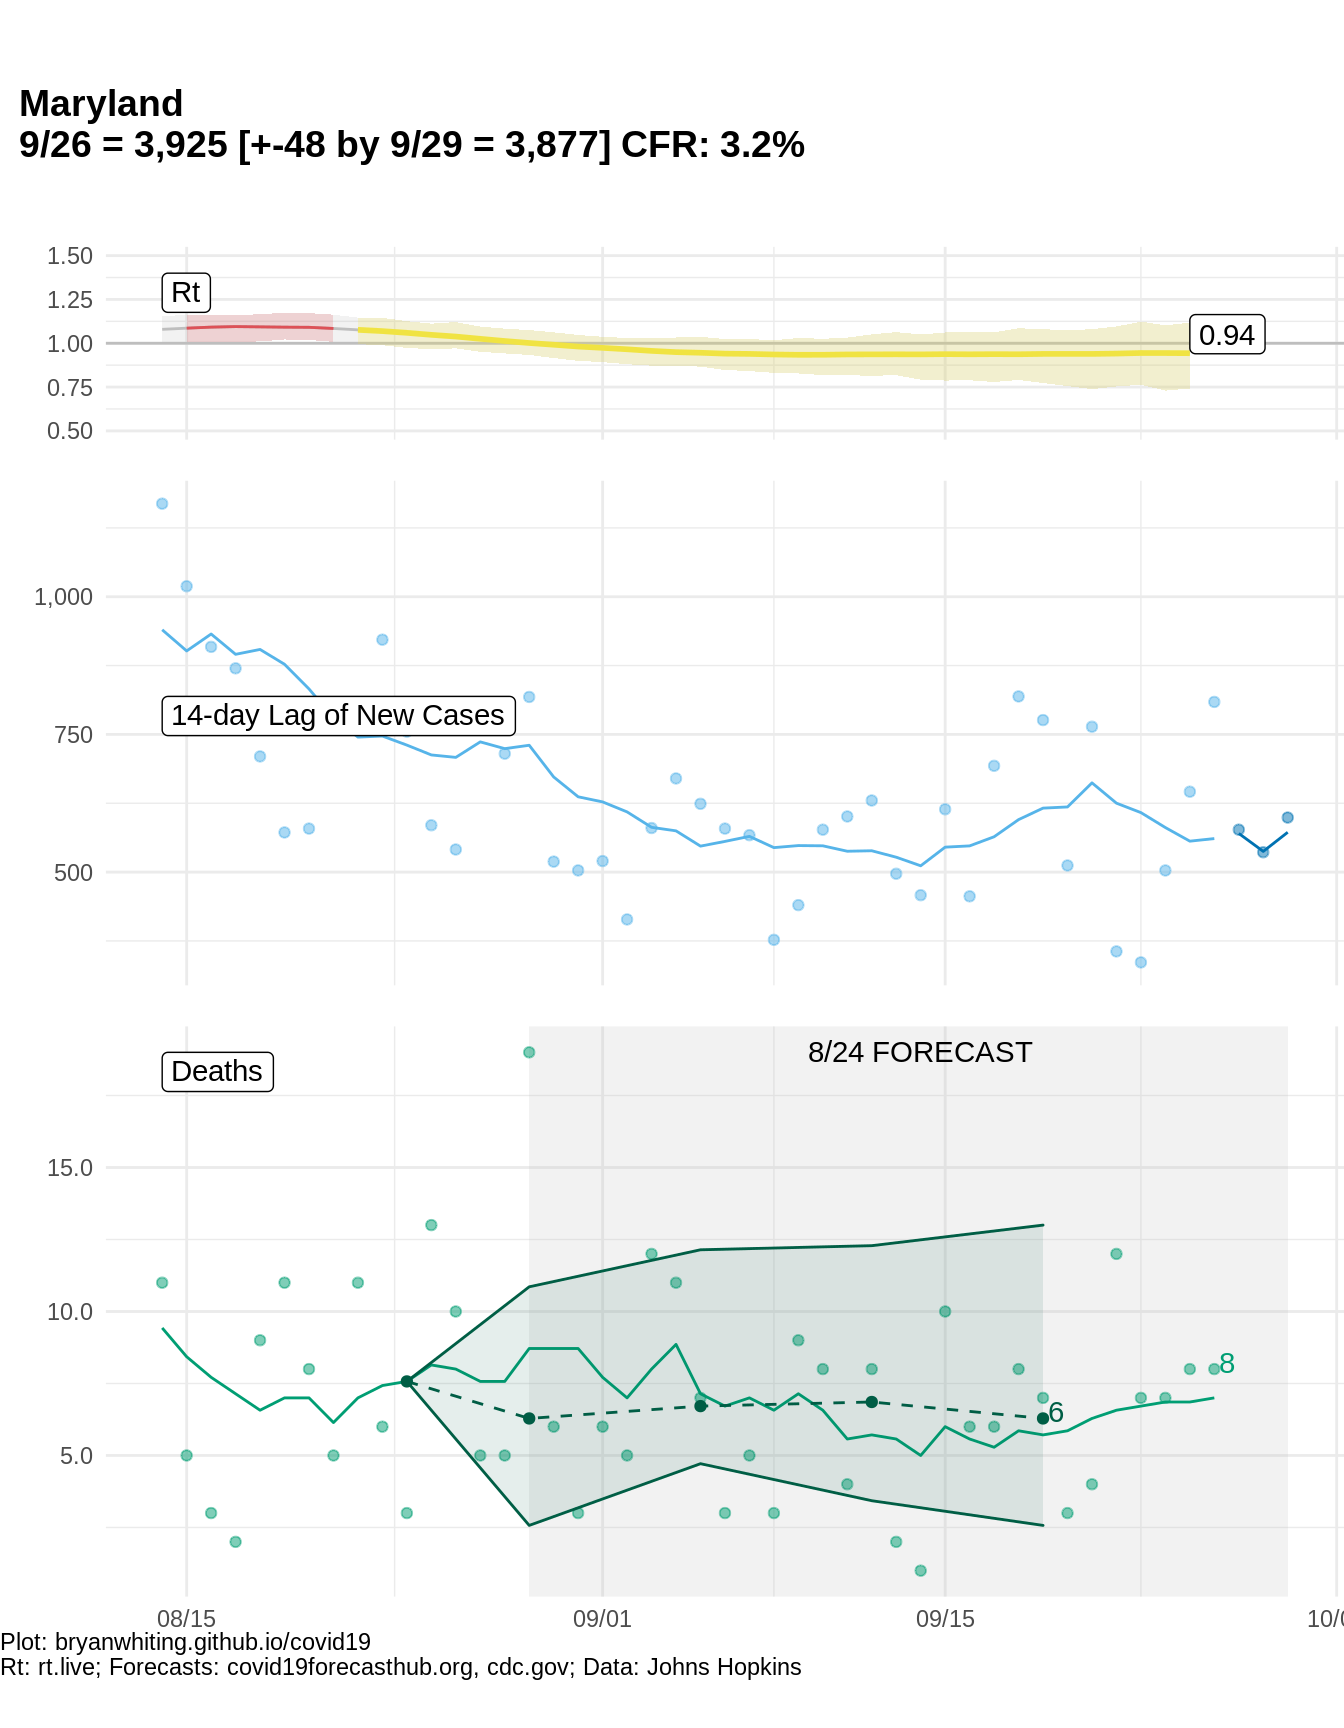 Maryland
9/26 = 3,925 [+-48 by 9/29 = 3,877] CFR: 3.2%
1.50
1.25
1.00
0.75
0.50
Rt
0.94
1,000
750
500
14-day Lag of New Cases
8/24 FORECAST
Deaths
15.0
10.0
5.0
8
6
08/15
09/01
09/15
10/0
Plot: bryanwhiting.github.io/covid19
Rt: rt.live; Forecasts: covid19forecasthub.org, cdc.gov; Data: Johns Hopkins